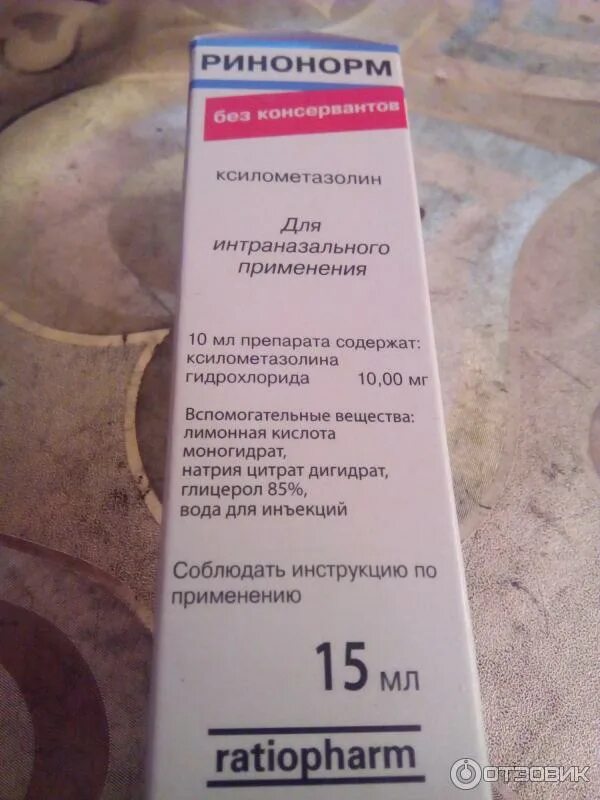 РИНОНОРМ
без консервантов
ксилометазолин
Для
интраназального
применения
10 мл препарата содержат:
ксилометазолина
гидрохлорида 10,00 мг
Вспомогательные вещества:
лимонная кислота
моногидрат,
натрия цитрат дигидрат,
глицерол 85%,
вода для инъекций
Соблюдать инструкцию по
применению
15 мл
ratiopharm
ОТЗОВИК